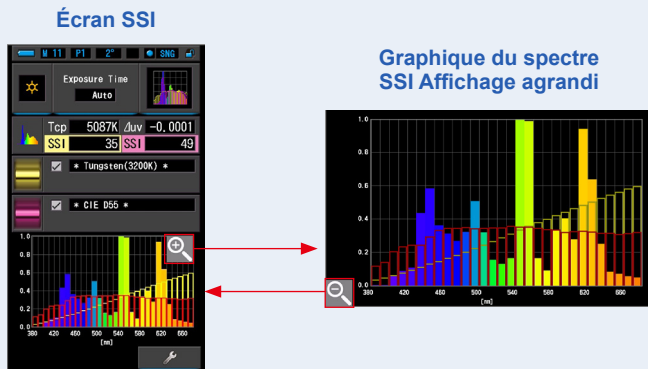 Écran SSI
M 11 P1 2° SNG
Exposure Time
Auto
Tcp 5087K ⊿uv -0.0001
SSI 35 SSI 49
* Tungsten(3200K) *
* CIE D55 *
1.0
0.8
0.6
0.4
0.2
0.0
380 420 460 500 540 580 620 660
[nm]
Graphique du spectre
SSI Affichage agrandi
1.0
0.8
0.6
0.4
0.2
0.0
380 420 460 500 540 580 620 660
[nm]